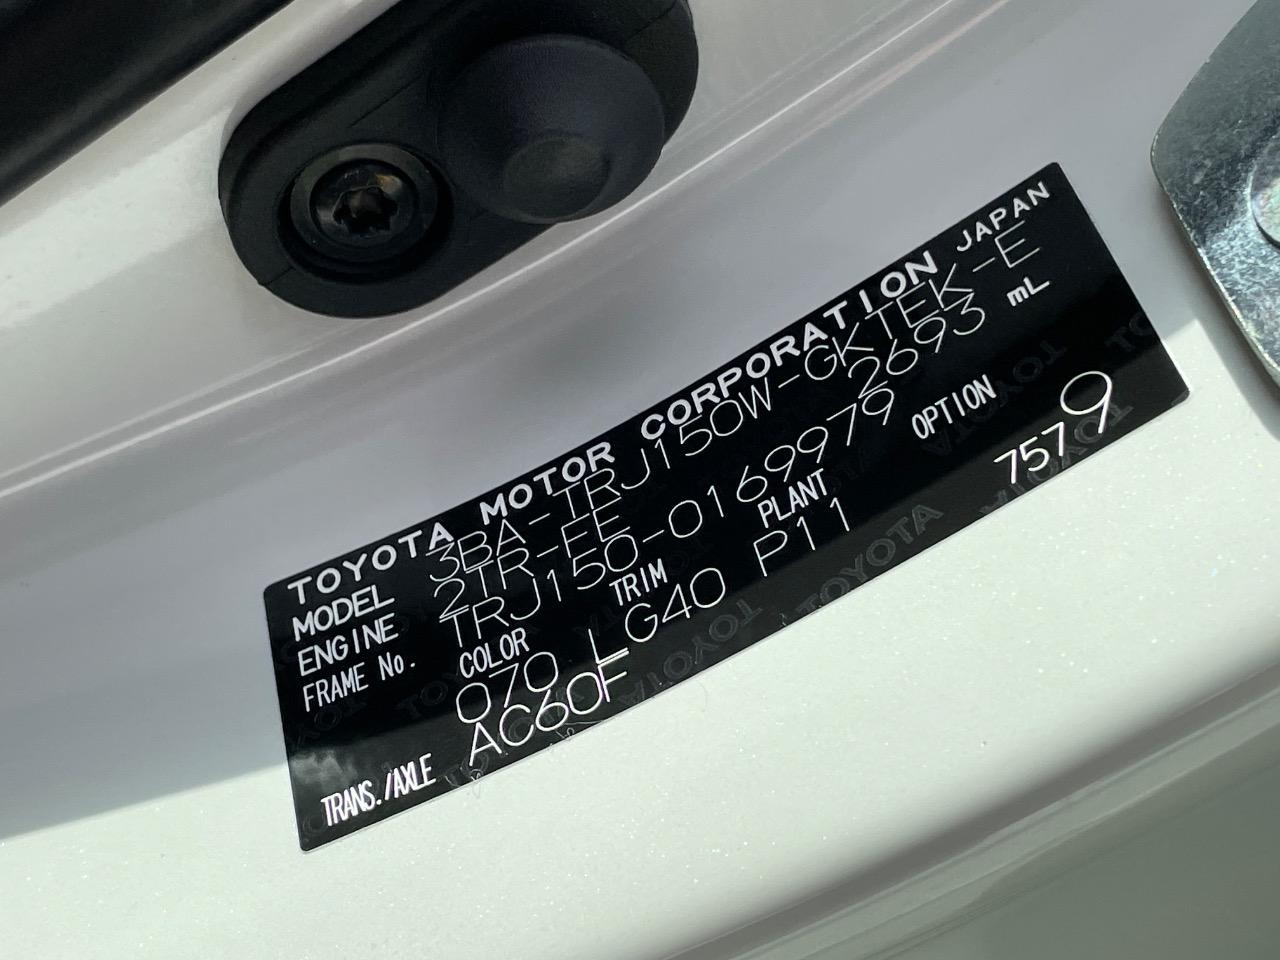 TOYOTA MOTOR CORPORATION JAPAN
MODEL 3BA-TRJ150W-GKTEK-E
ENGINE 2TR-FE 2693 mL
FRAME No. TRJ150-0169979
COLOR TRIM PLANT OPTION
070 LG40 P11 7579
TRANS./AXLE AC60F